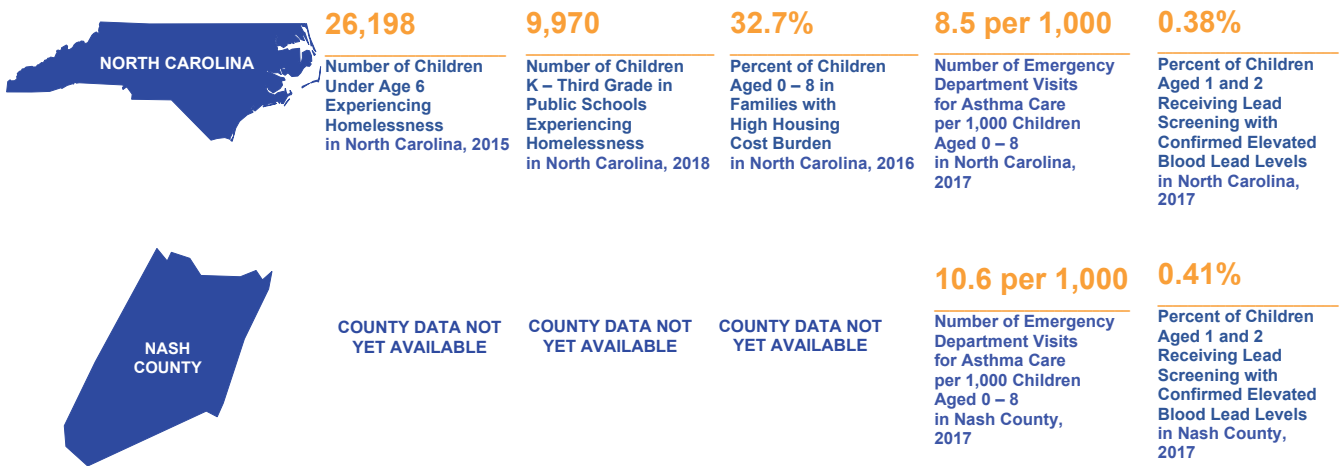 NORTH CAROLINA
26,198
Number of Children
Under Age 6
Experiencing
Homelessness
in North Carolina, 2015
9,970
Number of Children
K – Third Grade in
Public Schools
Experiencing
Homelessness
in North Carolina, 2018
32.7%
Percent of Children
Aged 0 – 8 in
Families with
High Housing
Cost Burden
in North Carolina, 2016
8.5 per 1,000
Number of Emergency
Department Visits
for Asthma Care
per 1,000 Children
Aged 0 – 8
in North Carolina,
2017
0.38%
Percent of Children
Aged 1 and 2
Receiving Lead
Screening with
Confirmed Elevated
Blood Lead Levels
in North Carolina,
2017
NASH
COUNTY
COUNTY DATA NOT
YET AVAILABLE
COUNTY DATA NOT
YET AVAILABLE
COUNTY DATA NOT
YET AVAILABLE
10.6 per 1,000
Number of Emergency
Department Visits
for Asthma Care
per 1,000 Children
Aged 0 – 8
in Nash County,
2017
0.41%
Percent of Children
Aged 1 and 2
Receiving Lead
Screening with
Confirmed Elevated
Blood Lead Levels
in Nash County,
2017